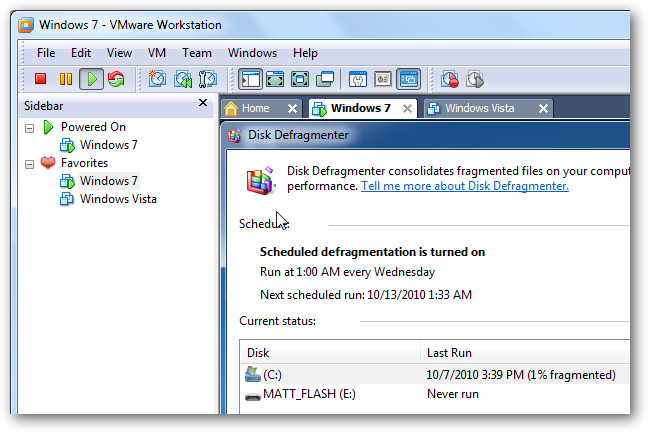 Windows 7 - VMware Workstation
File Edit View VM Team Windows Help
Sidebar
Powered On
Windows 7
Favorites
Windows 7
Windows Vista
Home Windows 7 Windows Vista
Disk Defragmenter
Disk Defragmenter consolidates fragmented files on your compu
performance. Tell me more about Disk Defragmenter.
Schedule:
Scheduled defragmentation is turned on
Run at 1:00 AM every Wednesday
Next scheduled run: 10/13/2010 1:33 AM
Current status:
Disk Last Run
(C:) 10/7/2010 3:39 PM (1% fragmented)
MATT_FLASH (E:) Never run